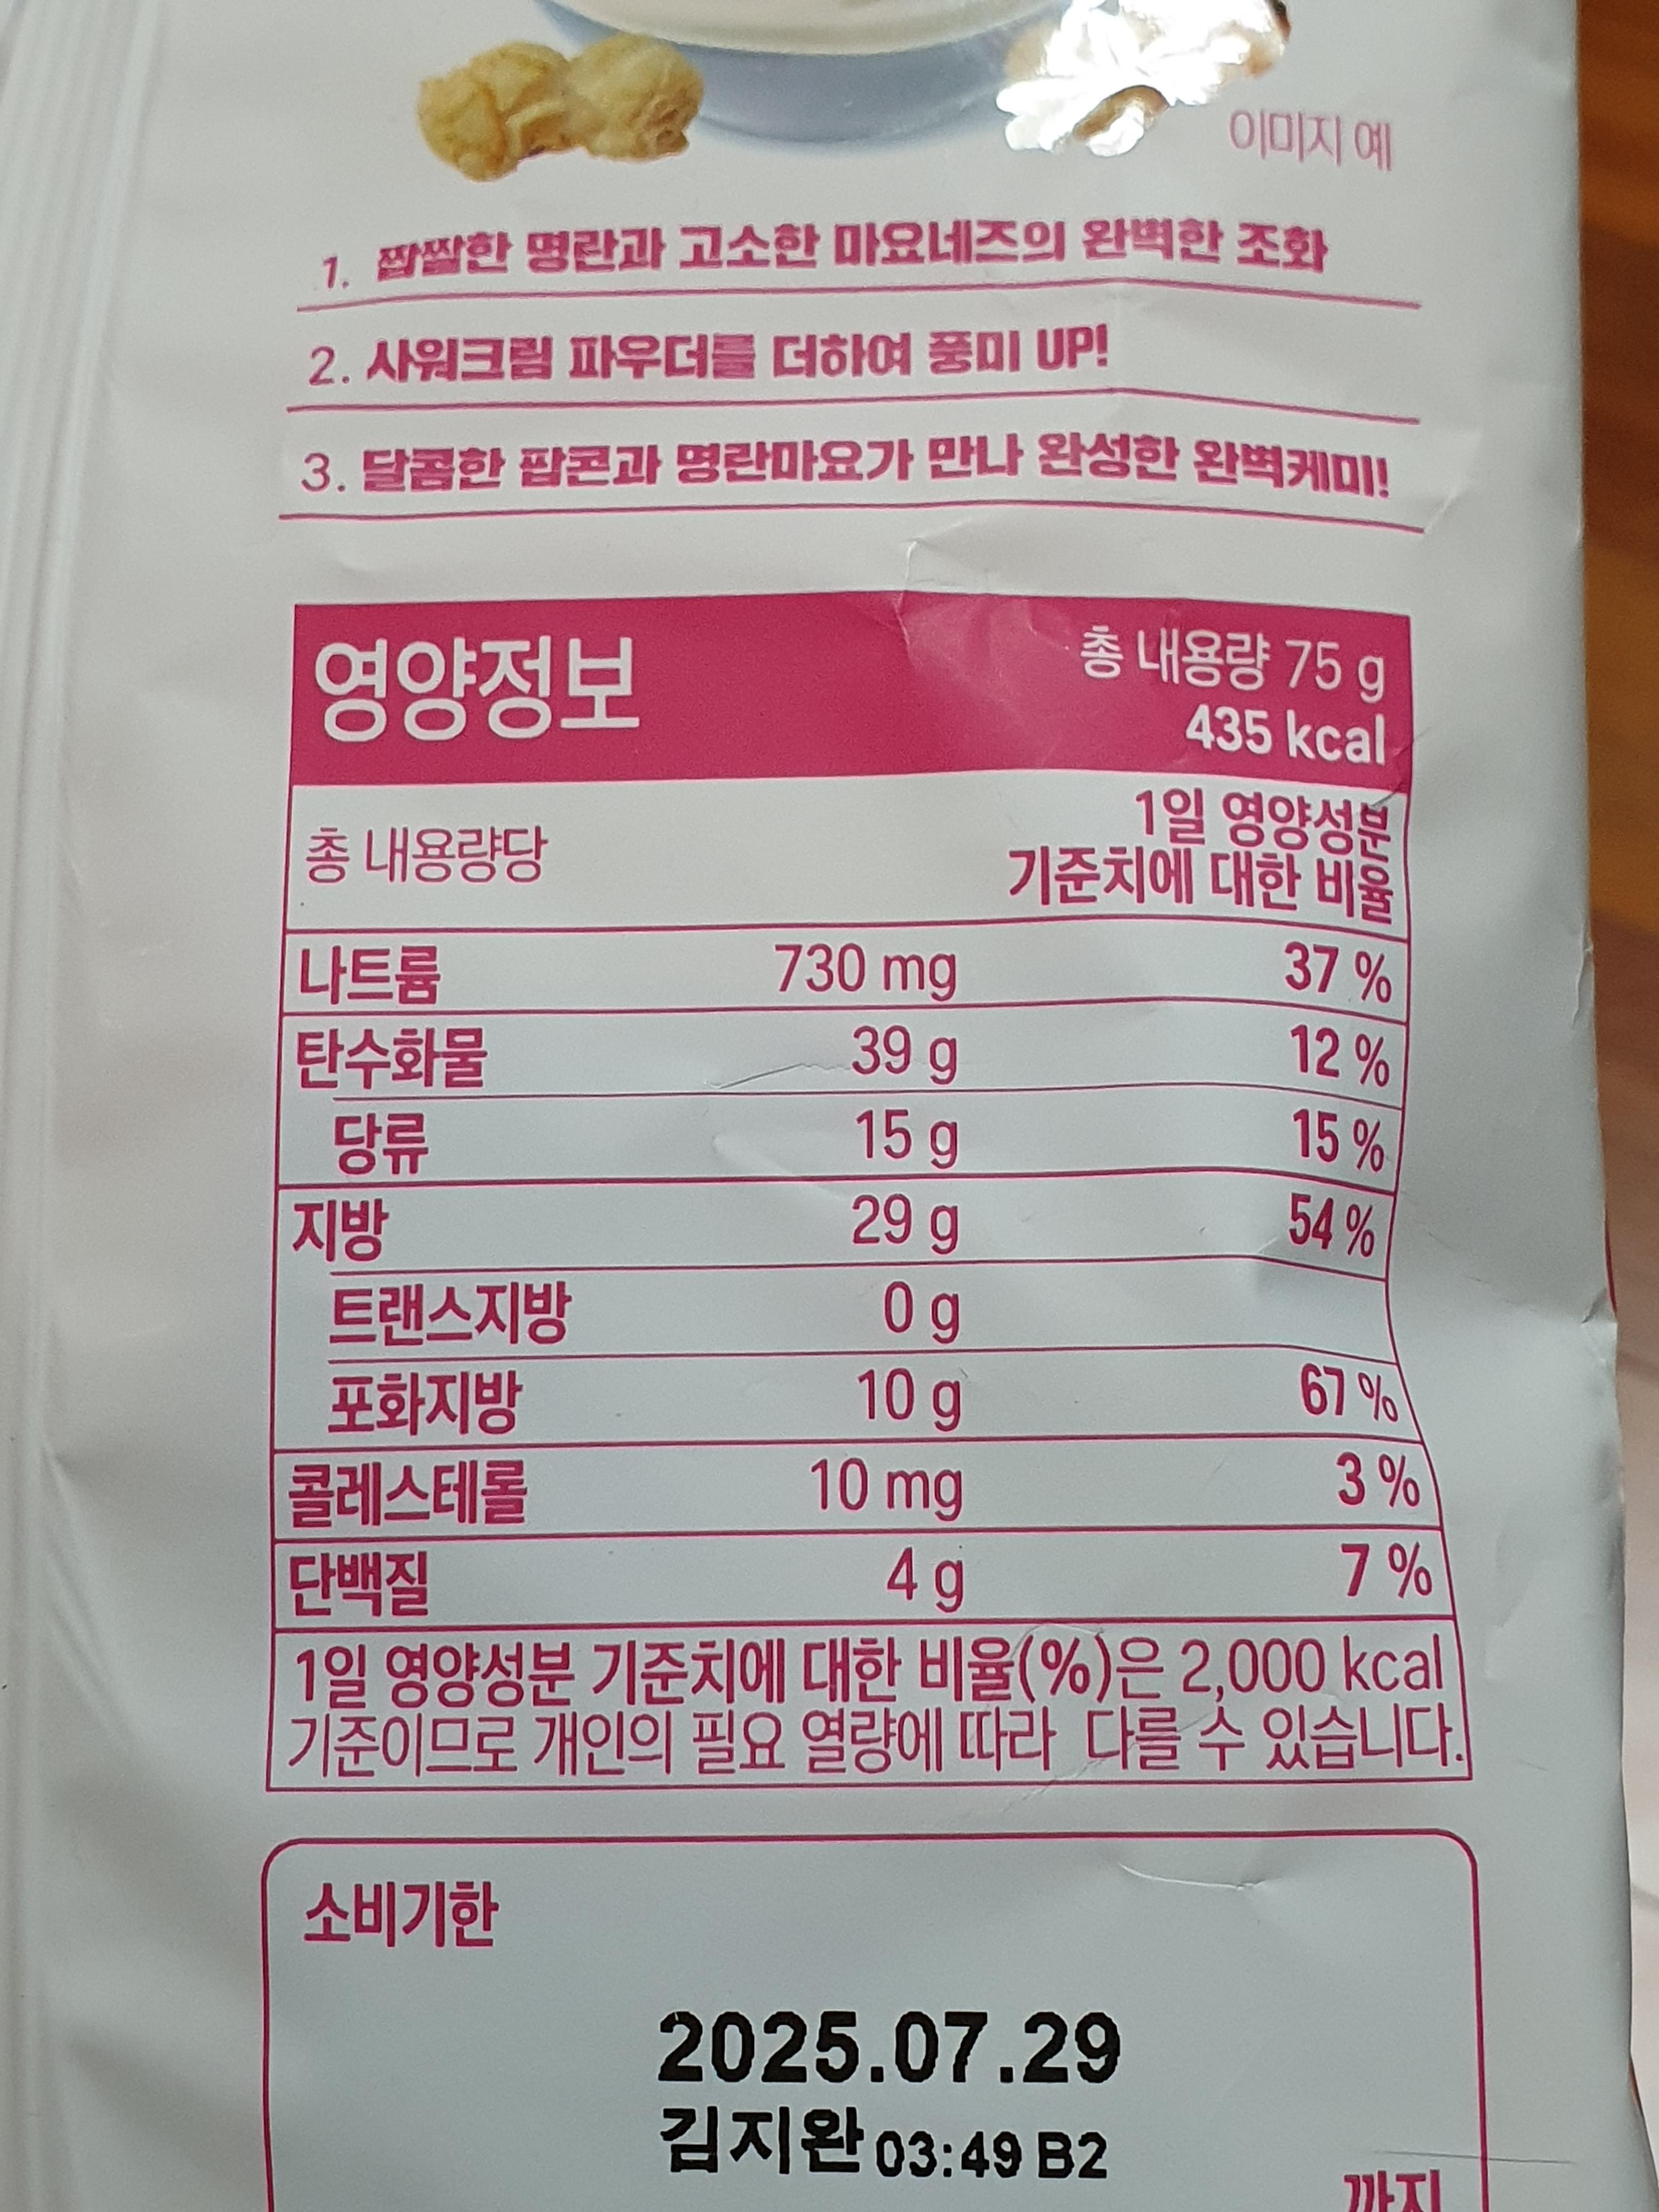 이미지 예
1. 짭짤한 명란과 고소한 마요네즈의 완벽한 조화
2. 사워크림 파우더를 더하여 풍미 UP!
3. 달콤한 팝콘과 명란마요가 만나 완성한 완벽케미!
영양정보 총 내용량 75 g
435 kcal
총 내용량당 1일 영양성분
기준치에 대한 비율
나트륨 730 mg 37 %
탄수화물 39 g 12 %
당류 15 g 15 %
지방 29 g 54 %
트랜스지방 0 g
포화지방 10 g 67 %
콜레스테롤 10 mg 3 %
단백질 4 g 7 %
1일 영양성분 기준치에 대한 비율(%)은 2,000 kcal
기준이므로 개인의 필요 열량에 따라 다를 수 있습니다.
소비기한
2025.07.29
김지완 03:49 B2
까지